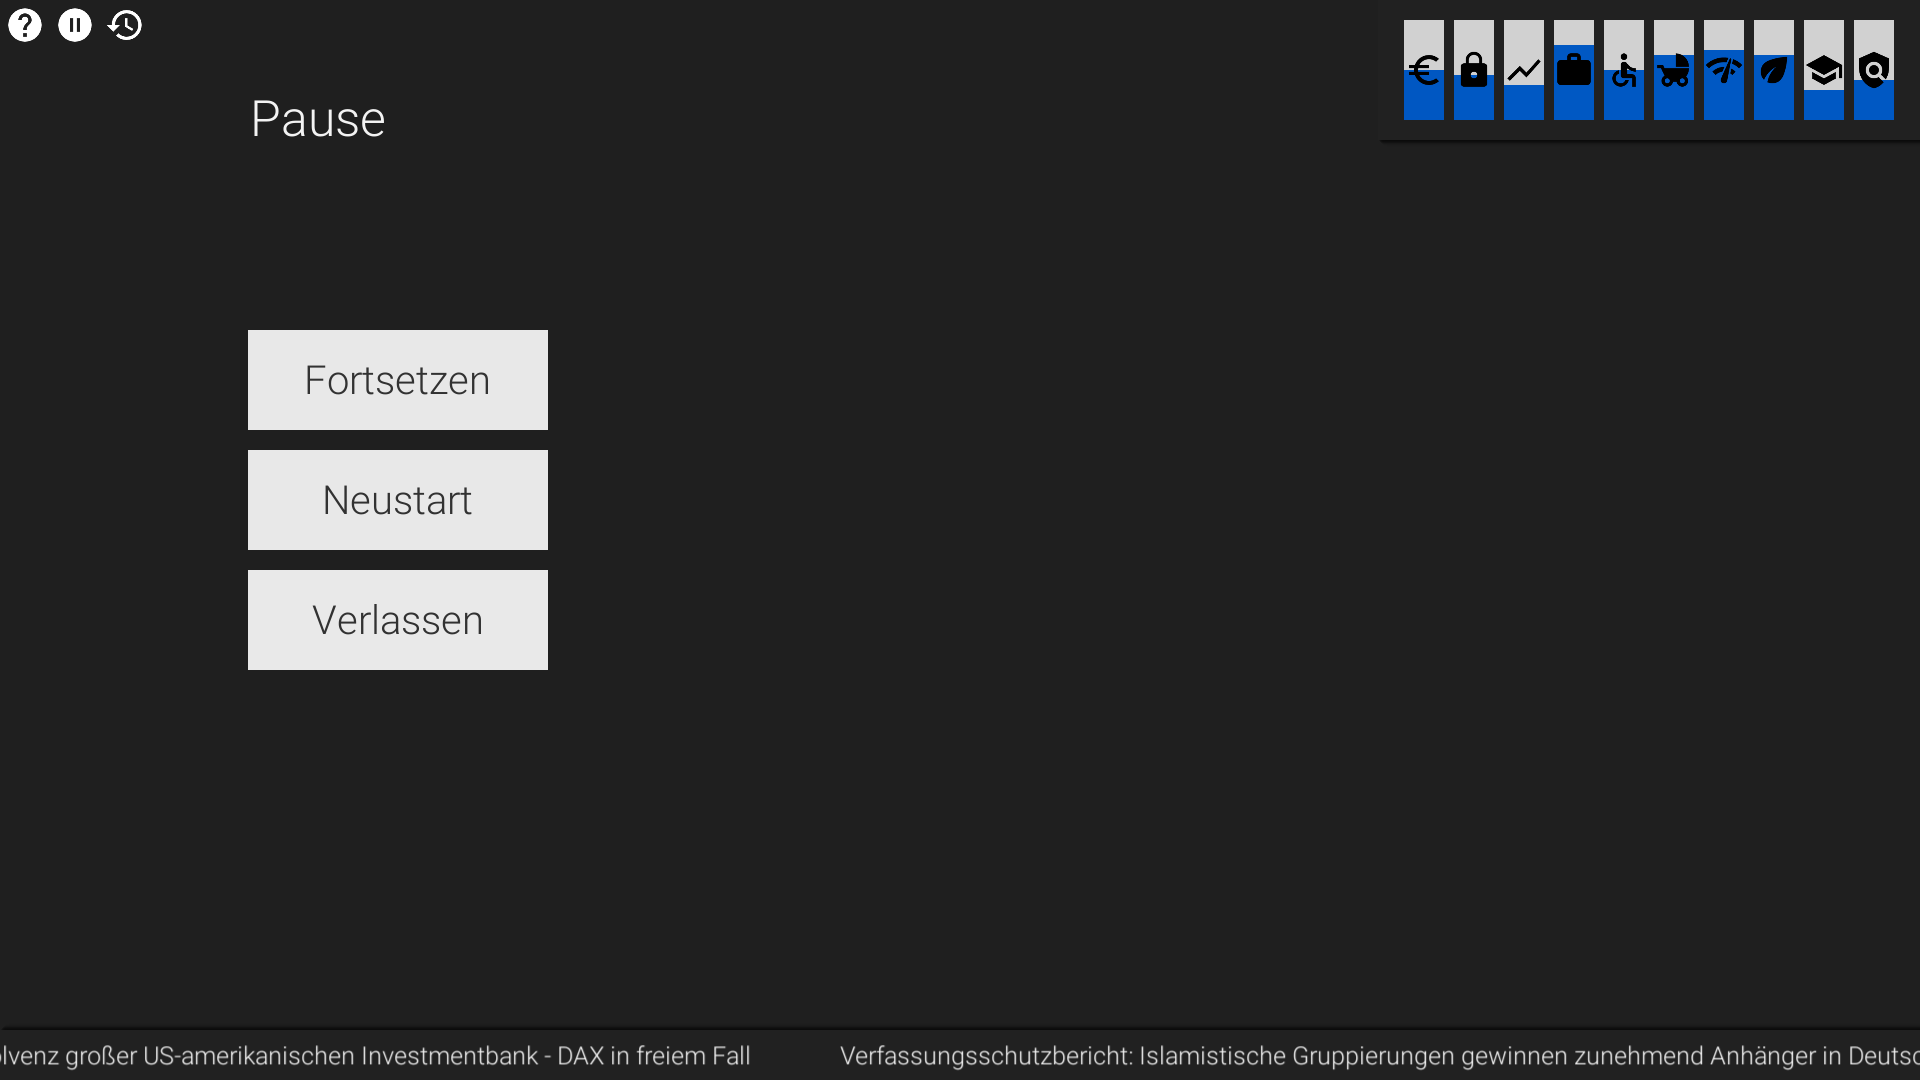 Pause
Fortsetzen
Neustart
Verlassen
lvenz großer US-amerikanischen Investmentbank - DAX in freiem Fall
Verfassungsschutzbericht: Islamistische Gruppierungen gewinnen zunehmend Anhänger in Deuts